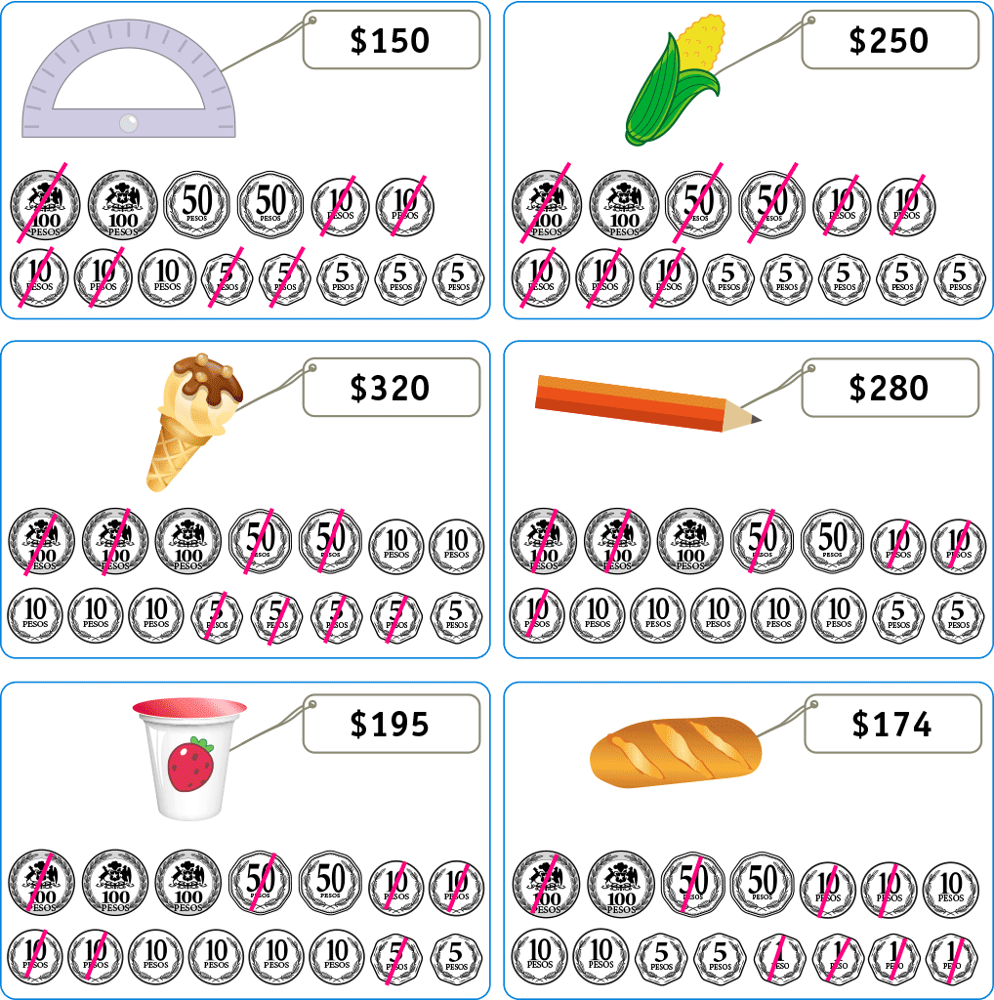 $150
100 PESOS 100 PESOS 50 PESOS 50 PESOS 10 PESOS 10 PESOS
10 PESOS 10 PESOS 10 PESOS 5 PESOS 5 PESOS 5 PESOS 5 PESOS 5 PESOS
$250
100 PESOS 100 PESOS 50 PESOS 50 PESOS 10 PESOS 10 PESOS
10 PESOS 10 PESOS 10 PESOS 5 PESOS 5 PESOS 5 PESOS 5 PESOS 5 PESOS
$320
100 PESOS 100 PESOS 100 PESOS 50 PESOS 50 PESOS 10 PESOS 10 PESOS
10 PESOS 10 PESOS 10 PESOS 5 PESOS 5 PESOS 5 PESOS 5 PESOS 5 PESOS
$280
100 PESOS 100 PESOS 100 PESOS 50 PESOS 50 PESOS 10 PESOS 10 PESOS
10 PESOS 10 PESOS 10 PESOS 10 PESOS 10 PESOS 10 PESOS 5 PESOS 5 PESOS
$195
100 PESOS 100 PESOS 100 PESOS 50 PESOS 50 PESOS 10 PESOS 10 PESOS
10 PESOS 10 PESOS 10 PESOS 10 PESOS 10 PESOS 10 PESOS 5 PESOS 5 PESOS
$174
100 PESOS 100 PESOS 50 PESOS 50 PESOS 10 PESOS 10 PESOS 10 PESOS
10 PESOS 10 PESOS 5 PESOS 5 PESOS 1 PESO 1 PESO 1 PESO 1 PESO